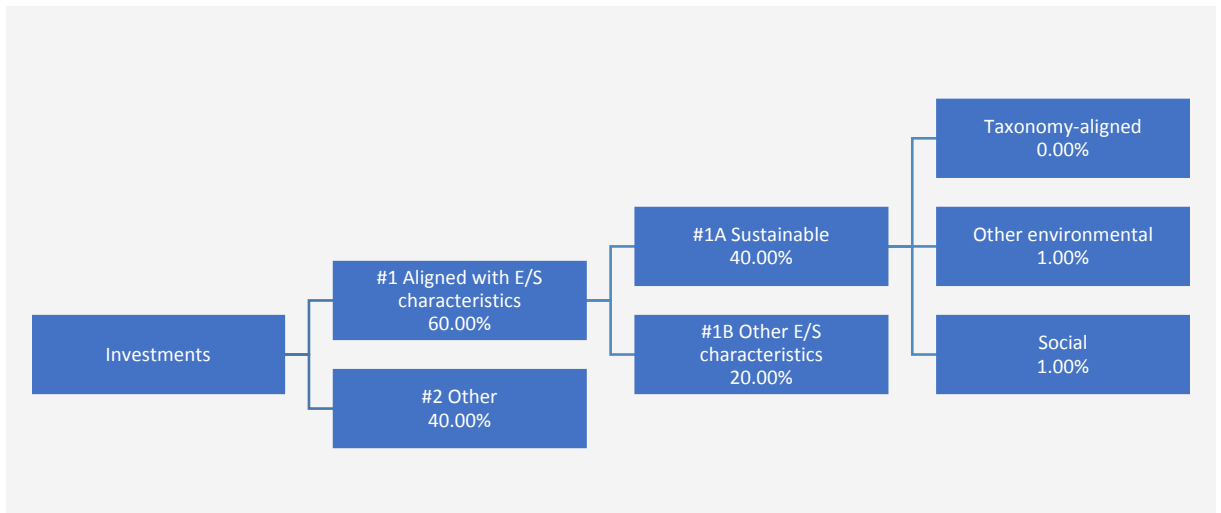 Investments
#1 Aligned with E/S
characteristics
60.00%
#2 Other
40.00%
#1A Sustainable
40.00%
#1B Other E/S
characteristics
20.00%
Taxonomy-aligned
0.00%
Other environmental
1.00%
Social
1.00%